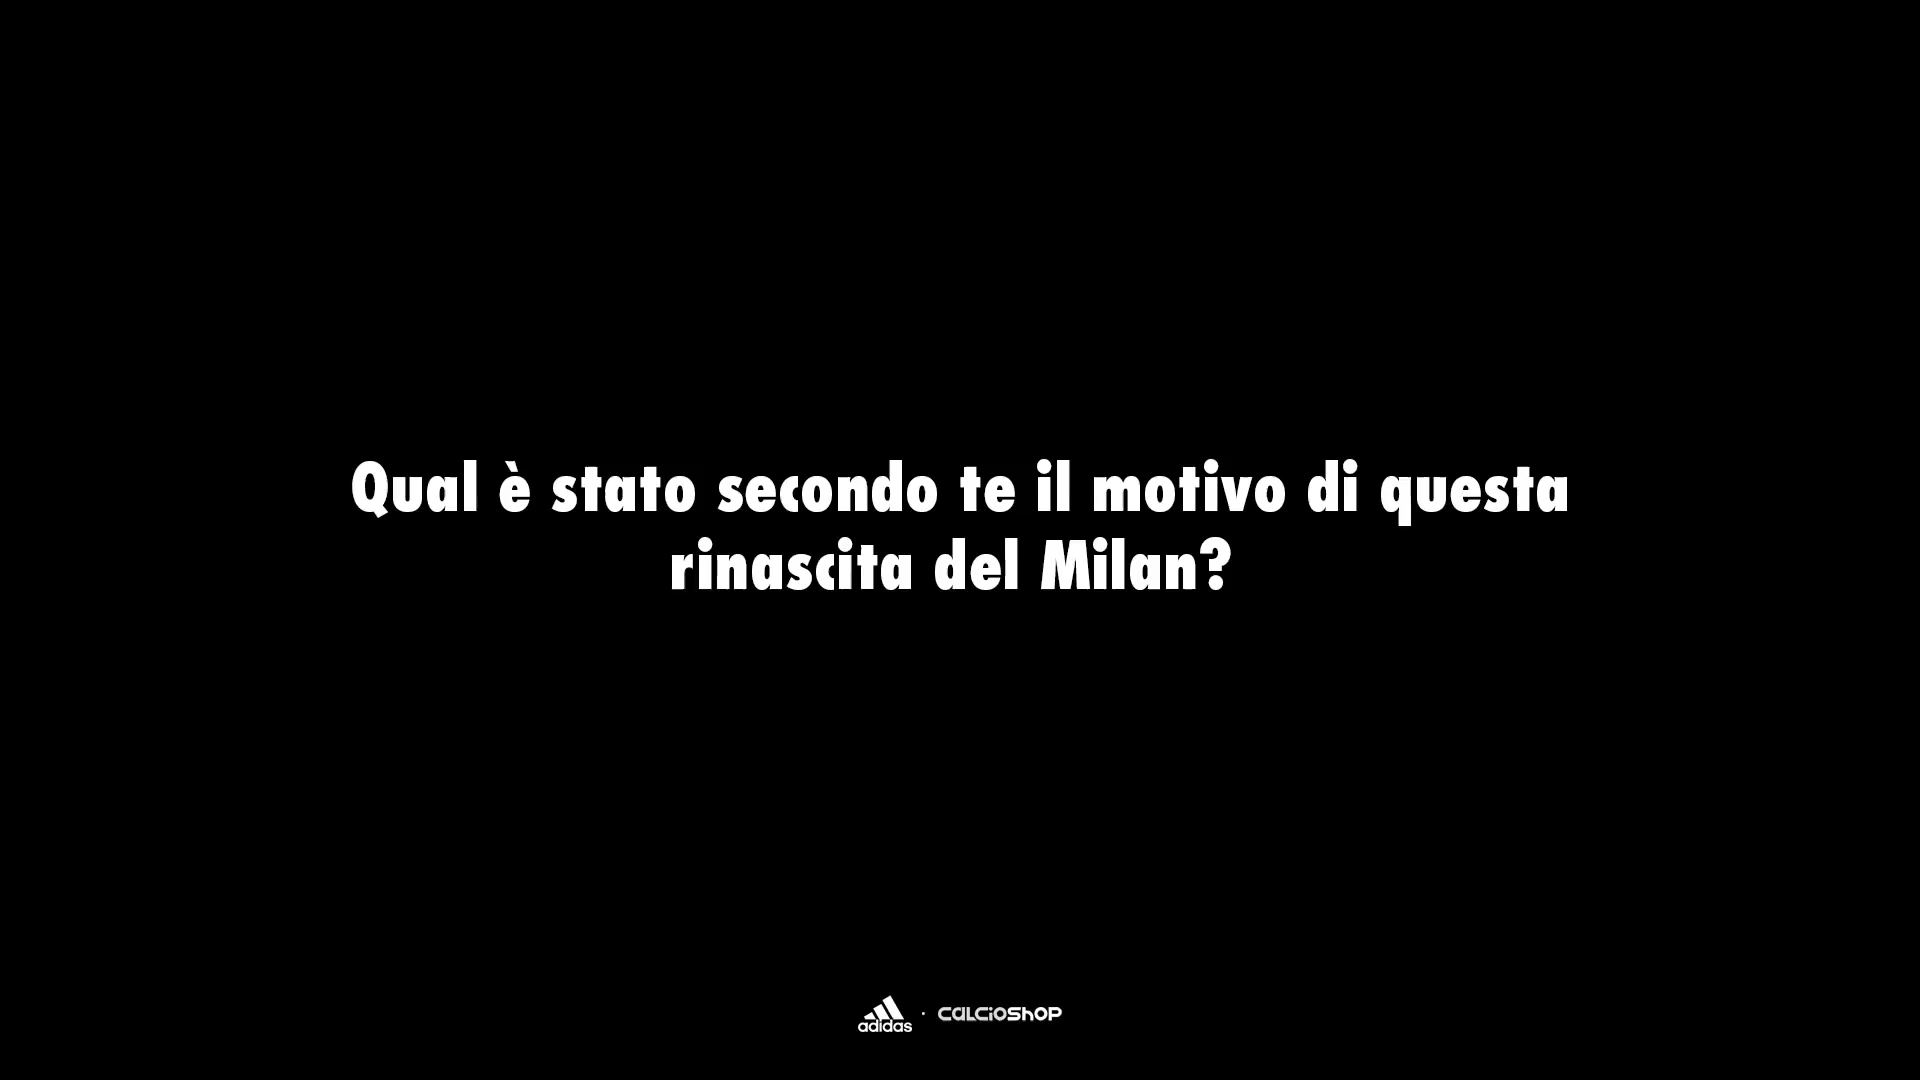 Qual è stato secondo te il motivo di questa
rinascita del Milan?
adidas · CALCIOSHOP